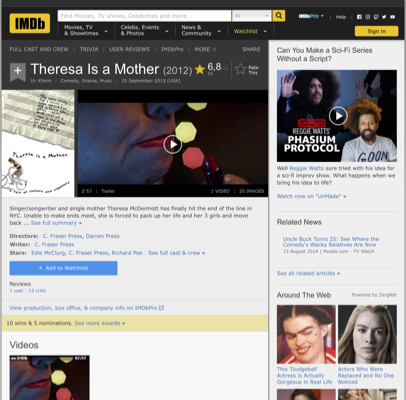 IMDb
Find Movies, TV shows, Celebrities and more...
All
IMDbPro
Help
Movies, TV
& Showtimes
Celebs, Events
& Photos
News &
Community
Watchlist
Sign in
FULL CAST AND CREW | TRIVIA | USER REVIEWS | IMDbPro | MORE
SHARE
Theresa Is a Mother (2012)
6,8
Rate
This
1h 45min | Comedy, Drama, Music | 25 September 2015 (USA)
Theresa Is a Mother
2:57 | Trailer
1 VIDEO | 25 IMAGES
Singer/songwriter and single mother Theresa McDermott has finally hit the end of the line in
NYC. Unable to make ends meet, she is forced to pack up her life and her 3 girls and move
back ... See full summary »
Directors: C. Fraser Press, Darren Press
Writer: C. Fraser Press
Stars: Edie McClurg, C. Fraser Press, Richard Poe | See full cast & crew »
+ Add to Watchlist
Reviews
1 user | 13 critic
View production, box office, & company info on IMDbPro
10 wins & 5 nominations. See more awards »
Videos
Can You Make a Sci-Fi Series
Without a Script?
REGGIE WATTS'
PHASIUM
PROTOCOL
Well Reggie Watts sure tried with his idea
for a sci-fi improv show. What happens when we
bring his idea to life?
Watch now on "UnMade" »
Related News
Uncle Buck Turns 25: See Where the
Comedy's Wacky Relatives Are Now
13 August 2014 | People.com - TV Watch
See all related articles »
Around The Web
Powered by ZergNet
This 'Dodgeball'
Actress is Actually
Gorgeous in Real Life
Actors Who Were
Replaced and No One
Noticed